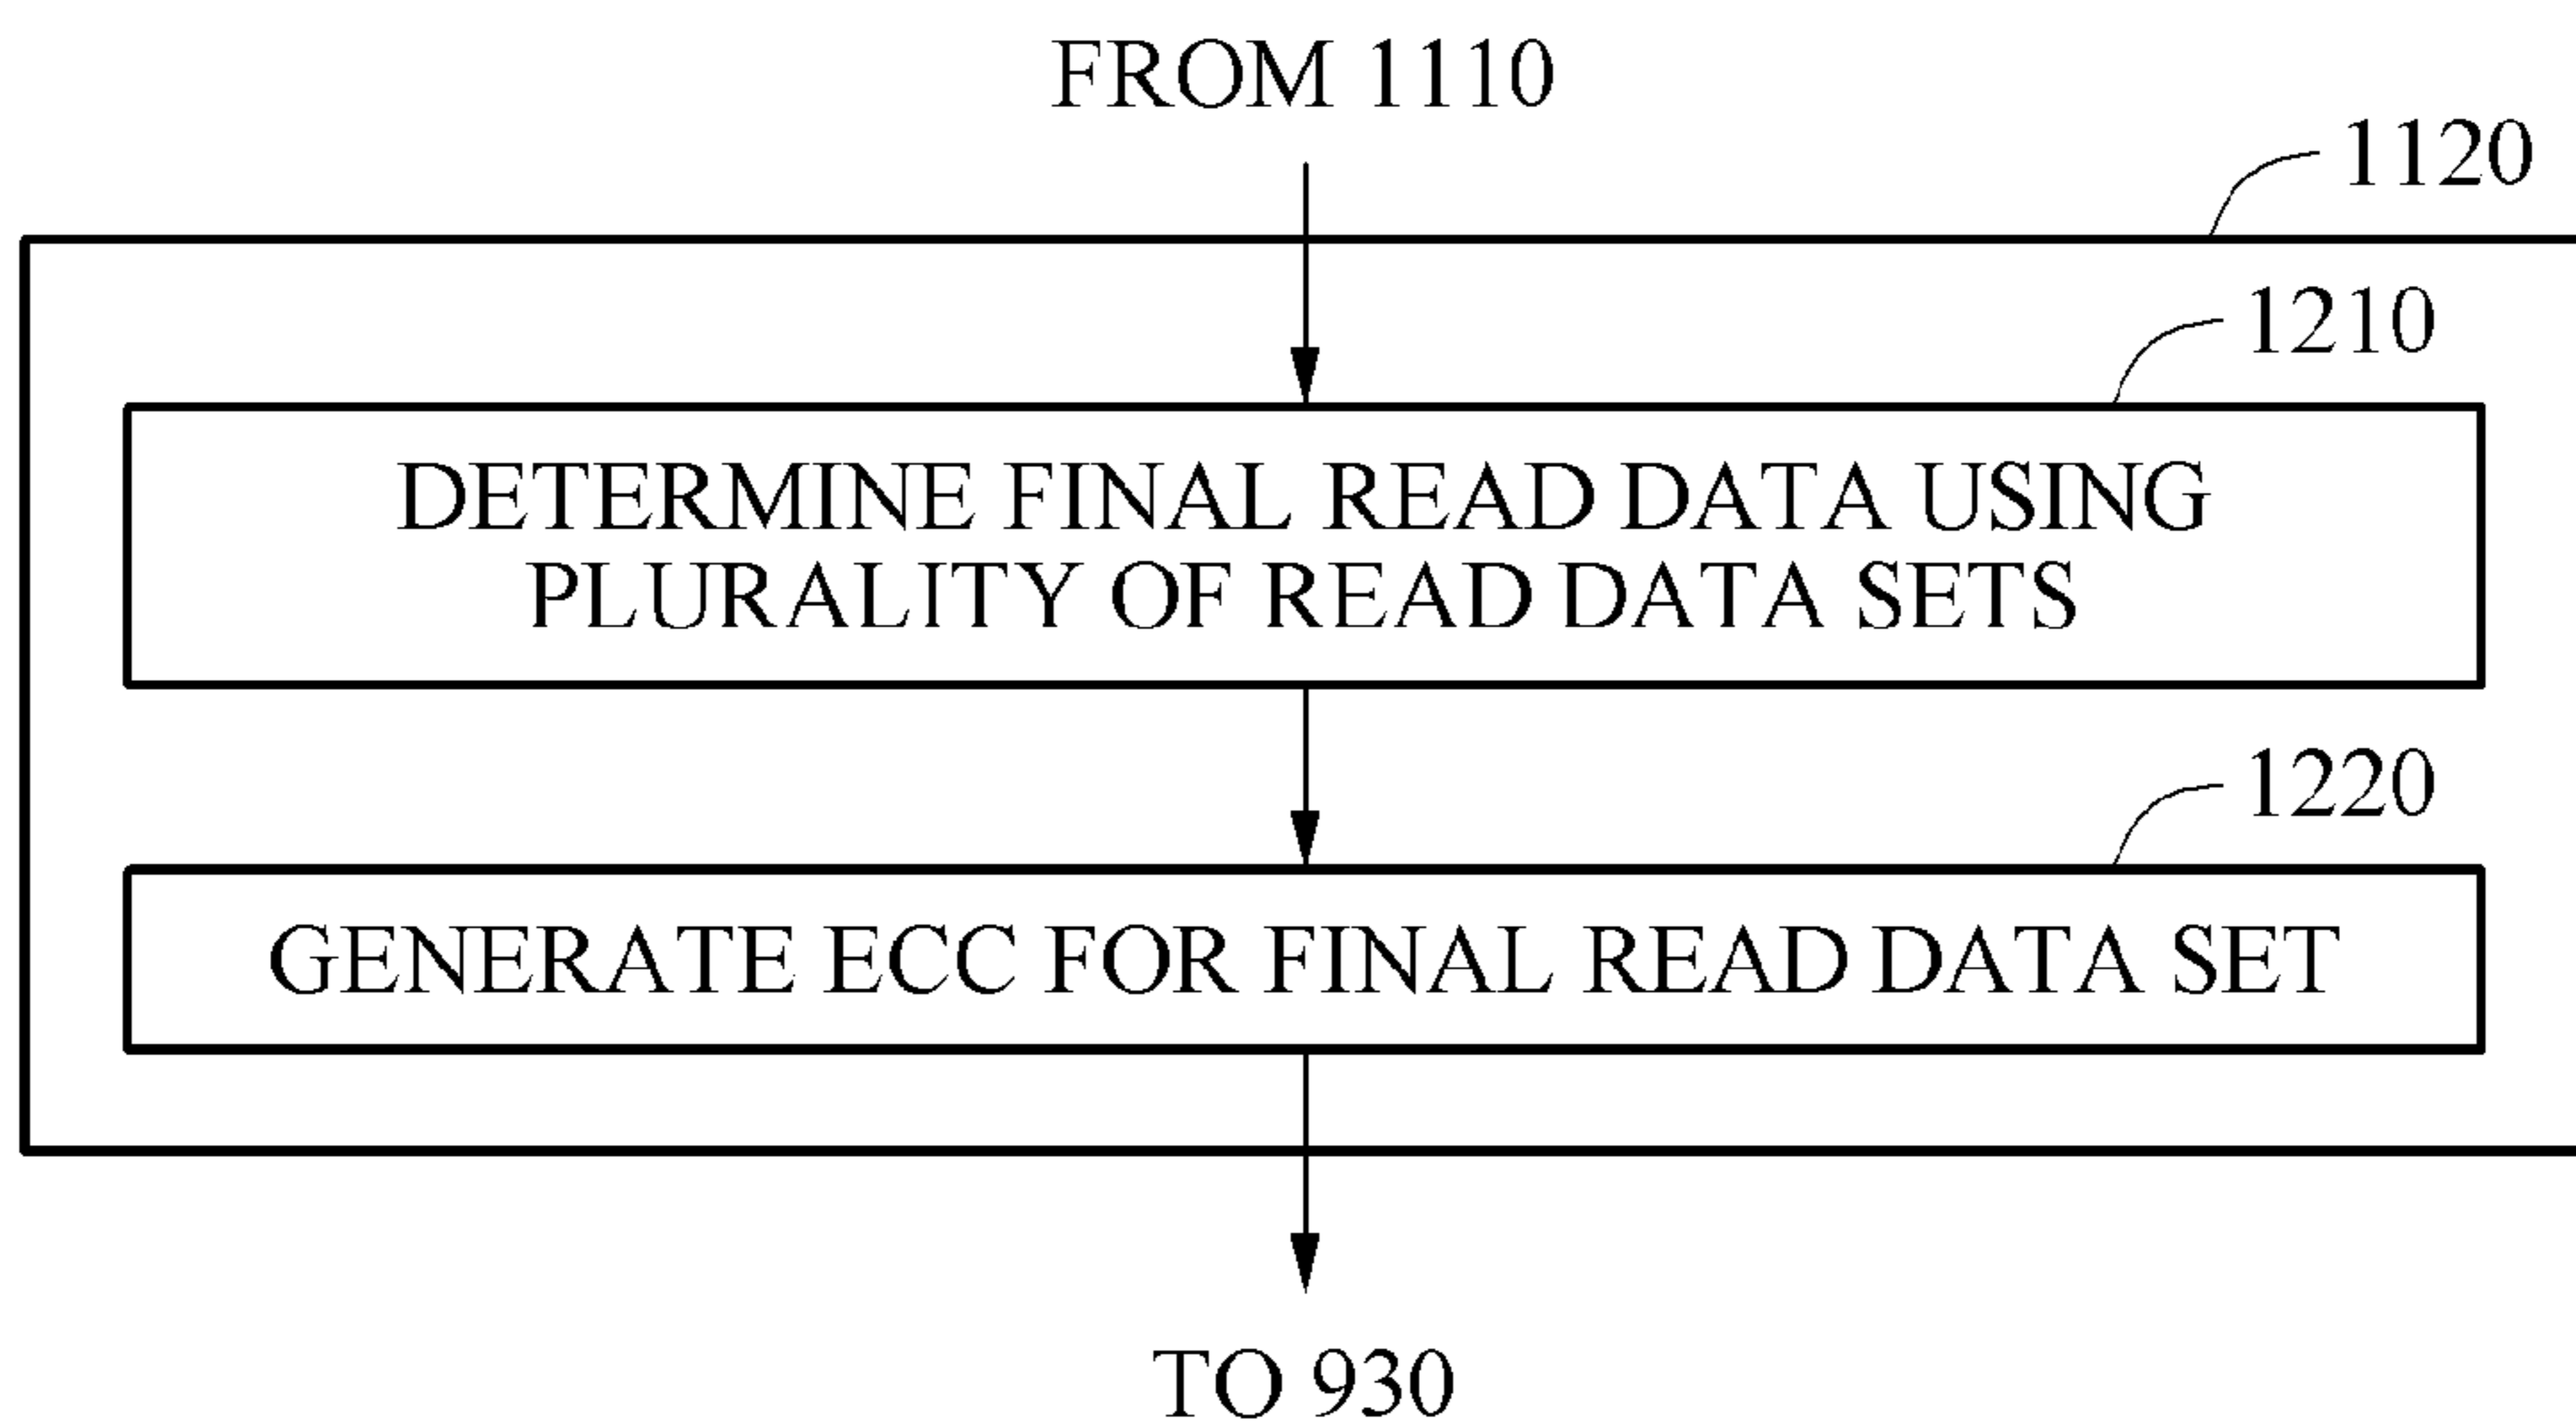 FROM 1110
1120
1210
DETERMINE FINAL READ DATA USING
PLURALITY OF READ DATA SETS
1220
GENERATE ECC FOR FINAL READ DATA SET
TO 930